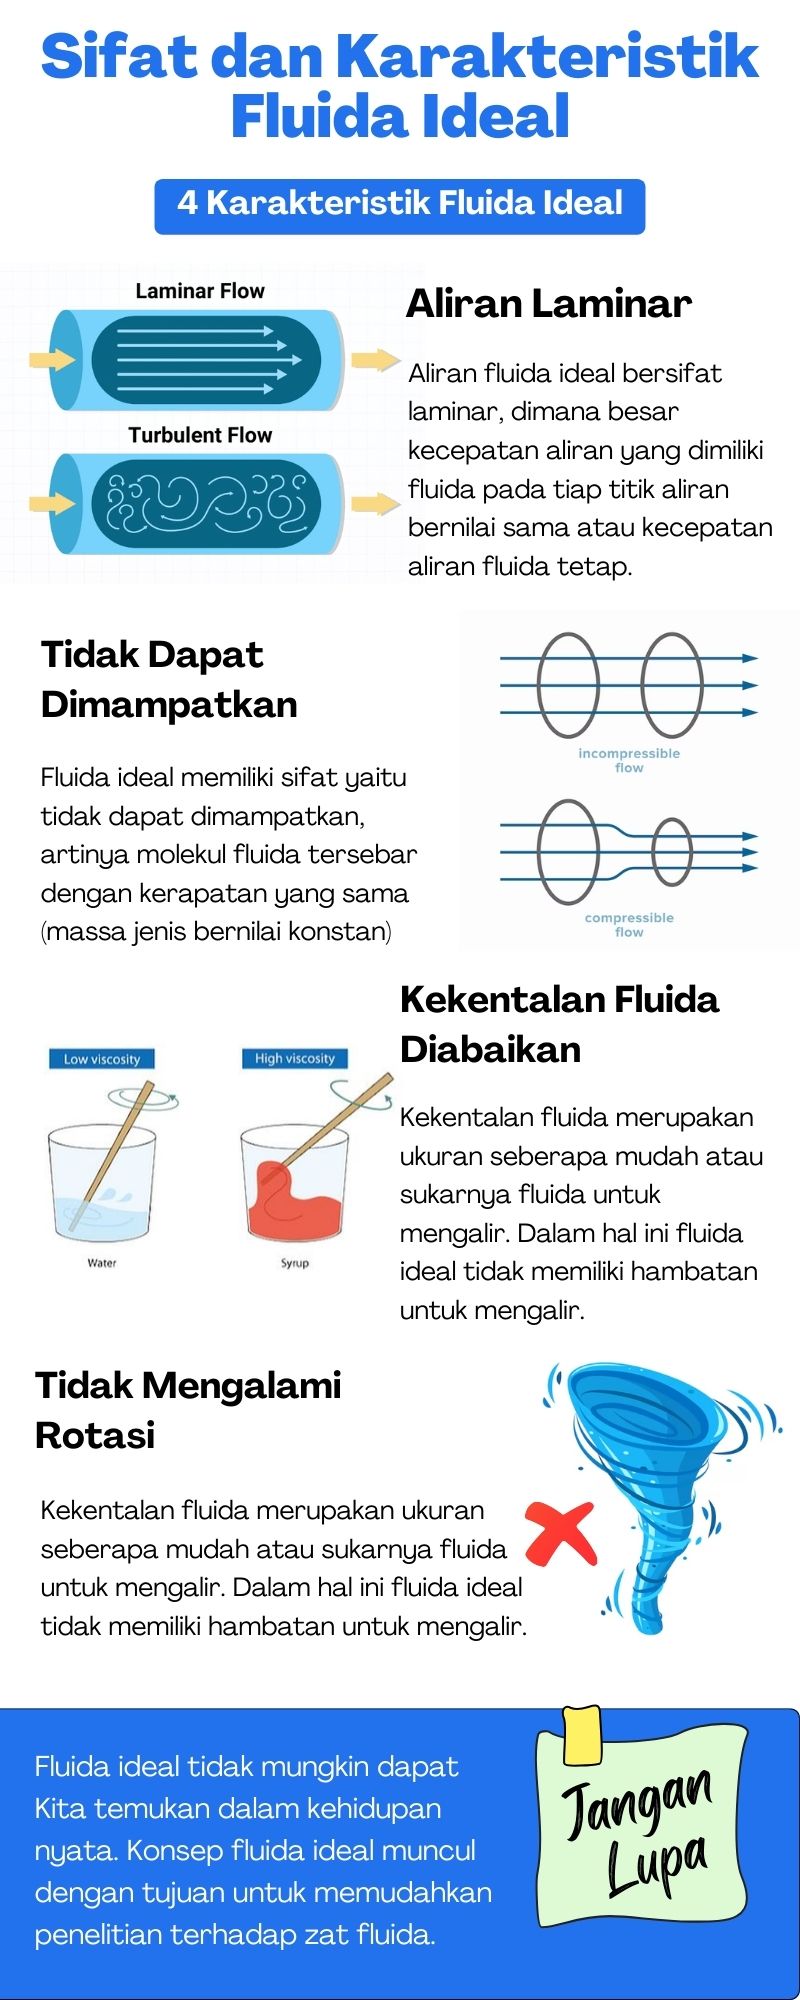 Sifat dan Karakteristik
Fluida Ideal
4 Karakteristik Fluida Ideal
Laminar Flow
Turbulent Flow
Aliran Laminar
Aliran fluida ideal bersifat
laminar, dimana besar
kecepatan aliran yang dimiliki
fluida pada tiap titik aliran
bernilai sama atau kecepatan
aliran fluida tetap.
Tidak Dapat
Dimampatkan
Fluida ideal memiliki sifat yaitu
tidak dapat dimampatkan,
artinya molekul fluida tersebar
dengan kerapatan yang sama
(massa jenis bernilai konstan)
incompressible
flow
compressible
flow
Kekentalan Fluida
Diabaikan
Low viscosity
High viscosity
Water
Syrup
Kekentalan fluida merupakan
ukuran seberapa mudah atau
sukarnya fluida untuk
mengalir. Dalam hal ini fluida
ideal tidak memiliki hambatan
untuk mengalir.
Tidak Mengalami
Rotasi
Kekentalan fluida merupakan ukuran
seberapa mudah atau sukarnya fluida
untuk mengalir. Dalam hal ini fluida ideal
tidak memiliki hambatan untuk mengalir.
Fluida ideal tidak mungkin dapat
Kita temukan dalam kehidupan
nyata. Konsep fluida ideal muncul
dengan tujuan untuk memudahkan
penelitian terhadap zat fluida.
Jangan
Lupa